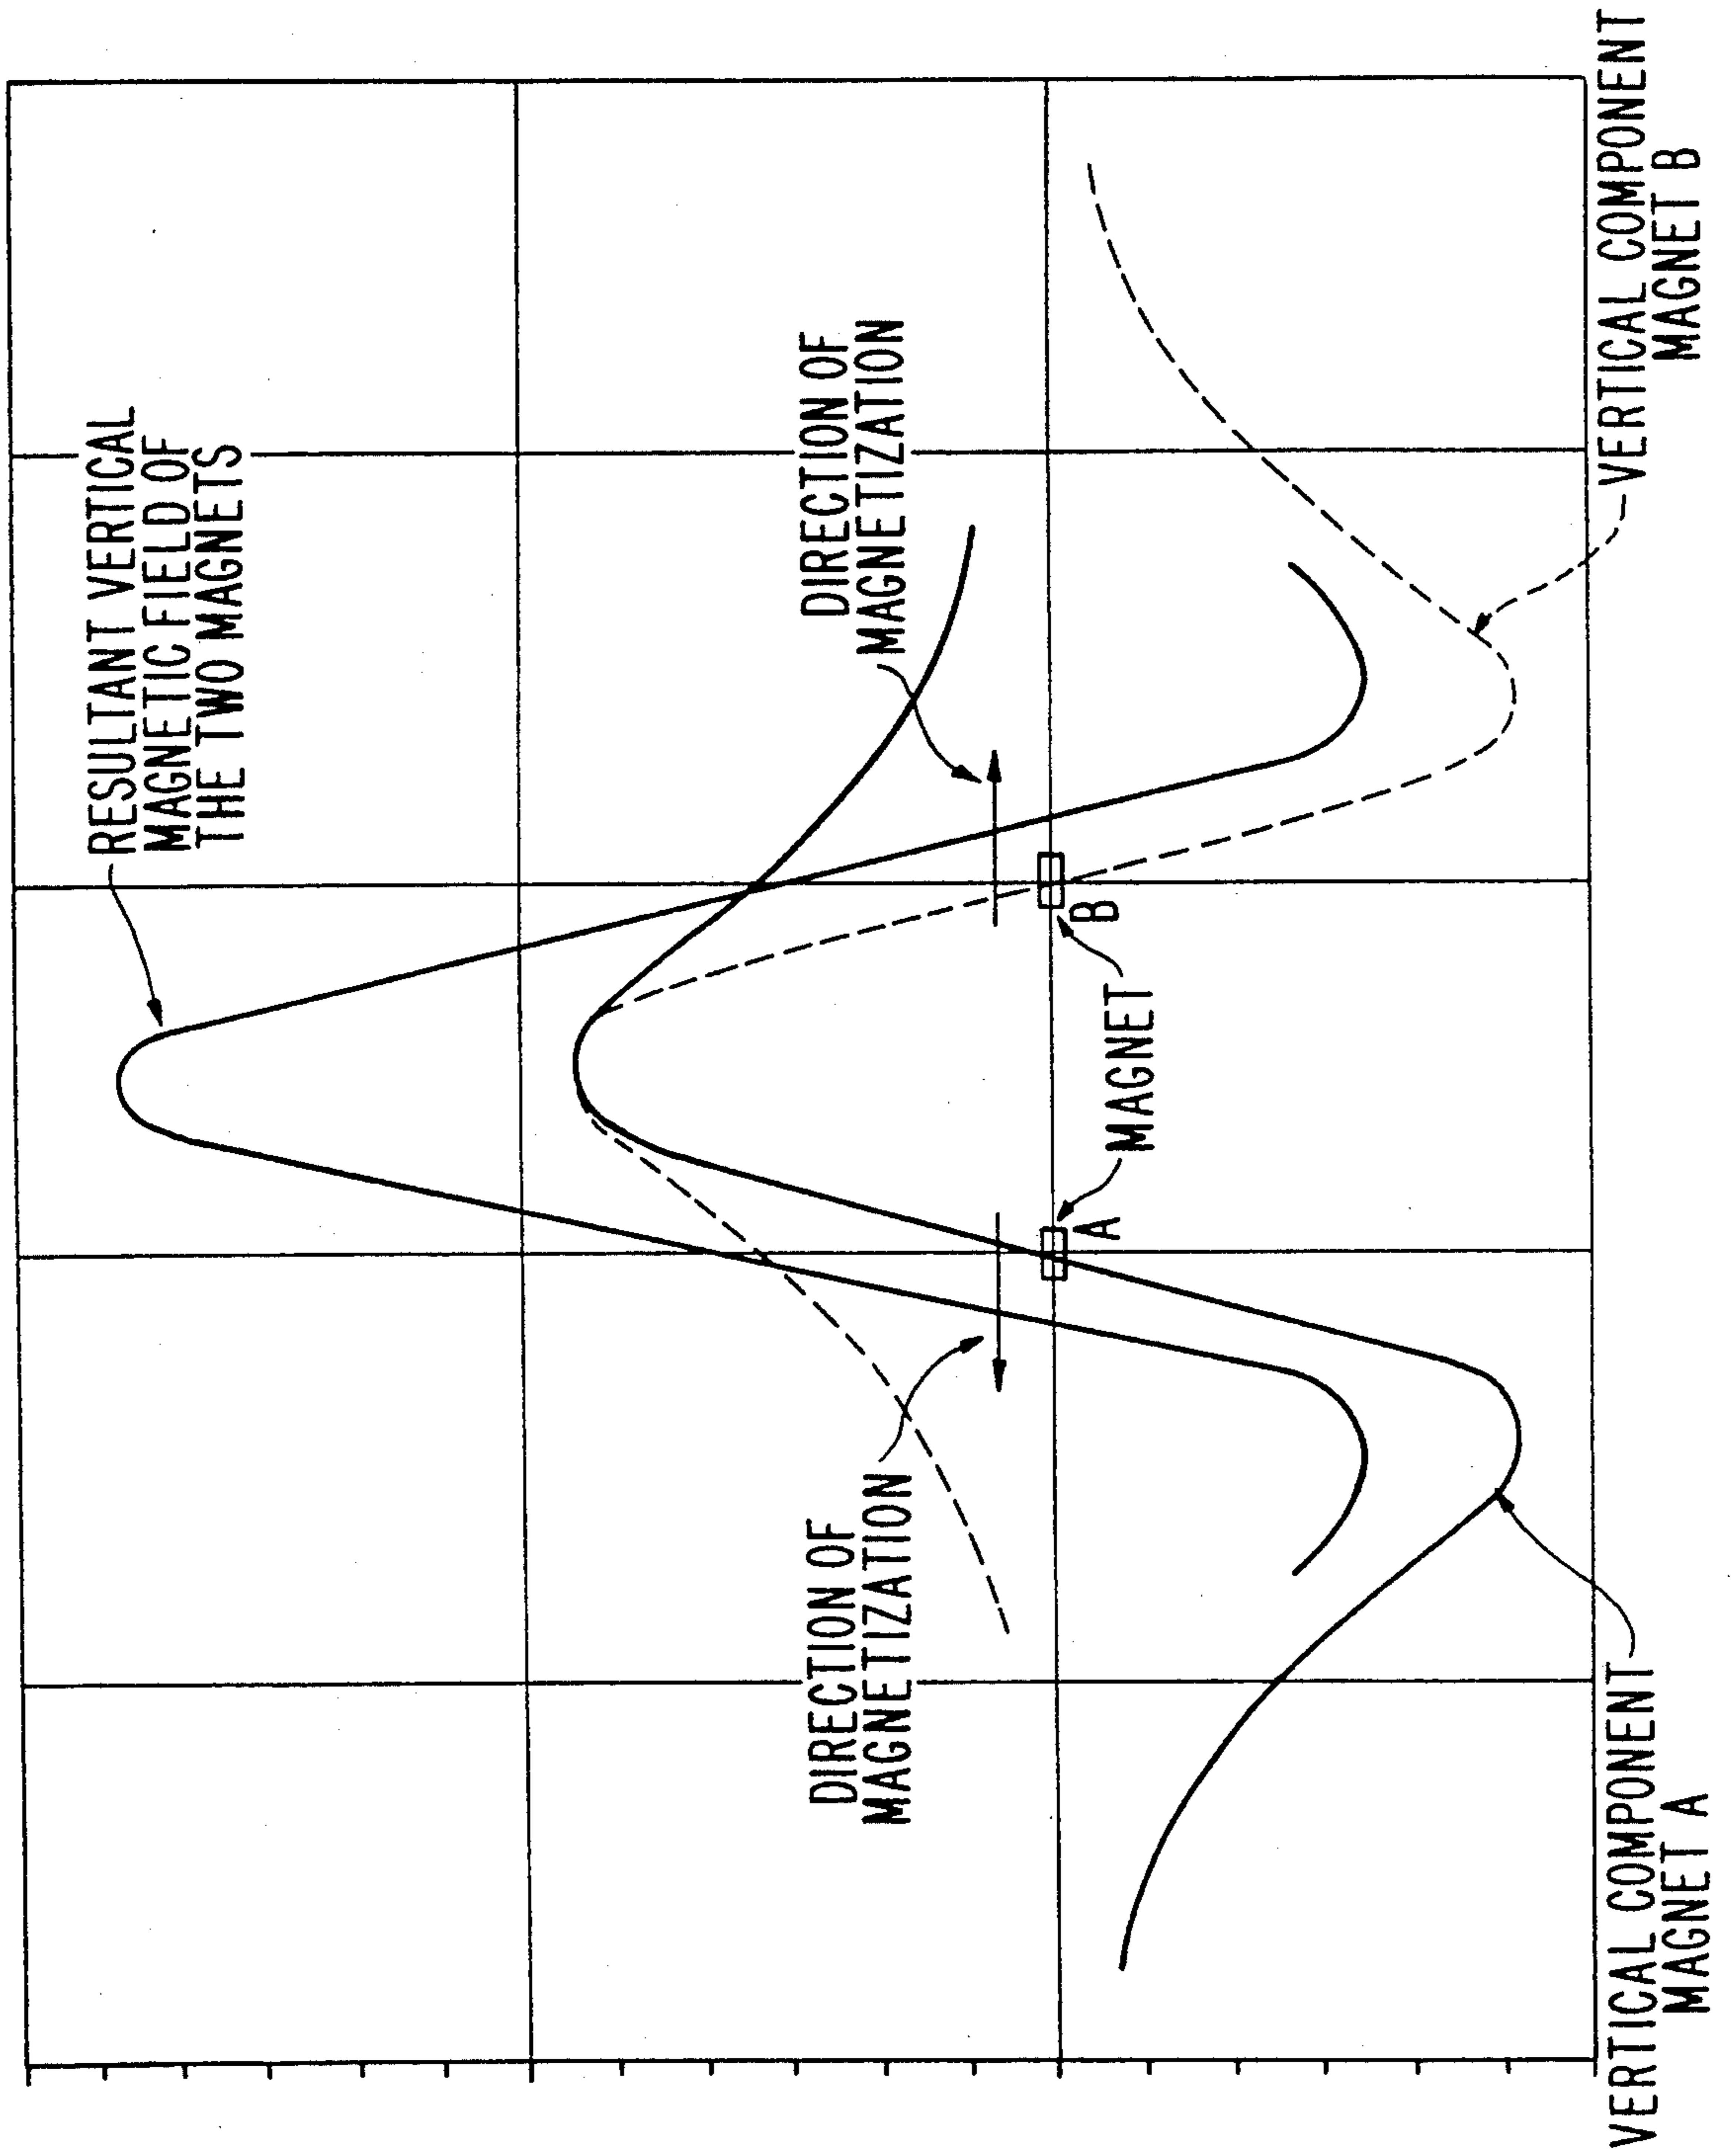 RESULTANT VERTICAL
MAGNETIC FIELD OF
THE TWO MAGNETS
DIRECTION OF
MAGNETIZATION
DIRECTION OF
MAGNETIZATION
A
MAGNET
B
VERTICAL COMPONENT
MAGNET A
VERTICAL COMPONENT
MAGNET B